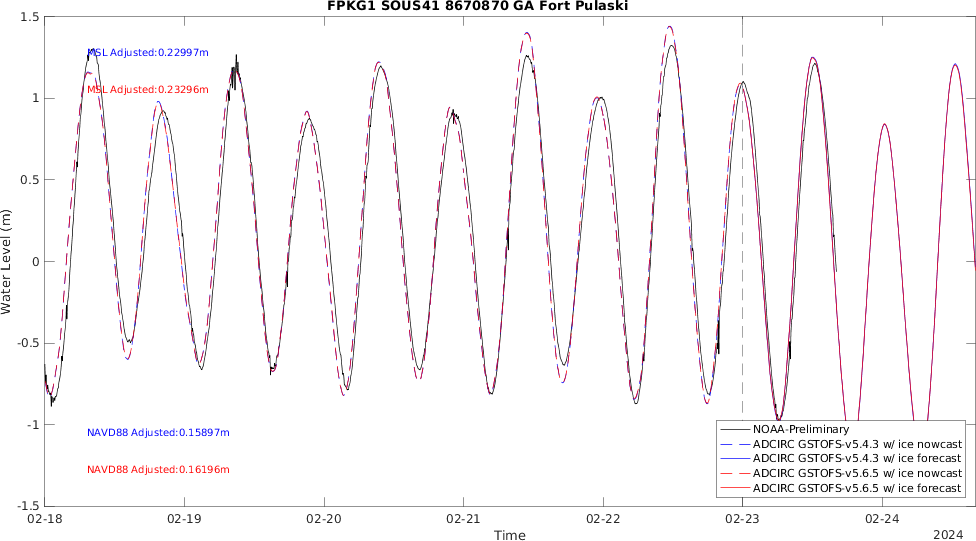 FPKG1 SOUS41 8670870 GA Fort Pulaski
1.5
1
0.5
0
-0.5
-1
-1.5
Water Level (m)
MSL Adjusted:0.22997m
MSL Adjusted:0.23296m
NAVD88 Adjusted:0.15897m
NAVD88 Adjusted:0.16196m
NOAA-Preliminary
ADCIRC GSTOFS-v5.4.3 w/ ice nowcast
ADCIRC GSTOFS-v5.4.3 w/ ice forecast
ADCIRC GSTOFS-v5.6.5 w/ ice nowcast
ADCIRC GSTOFS-v5.6.5 w/ ice forecast
02-18 02-19 02-20 02-21 02-22 02-23 02-24
Time
2024